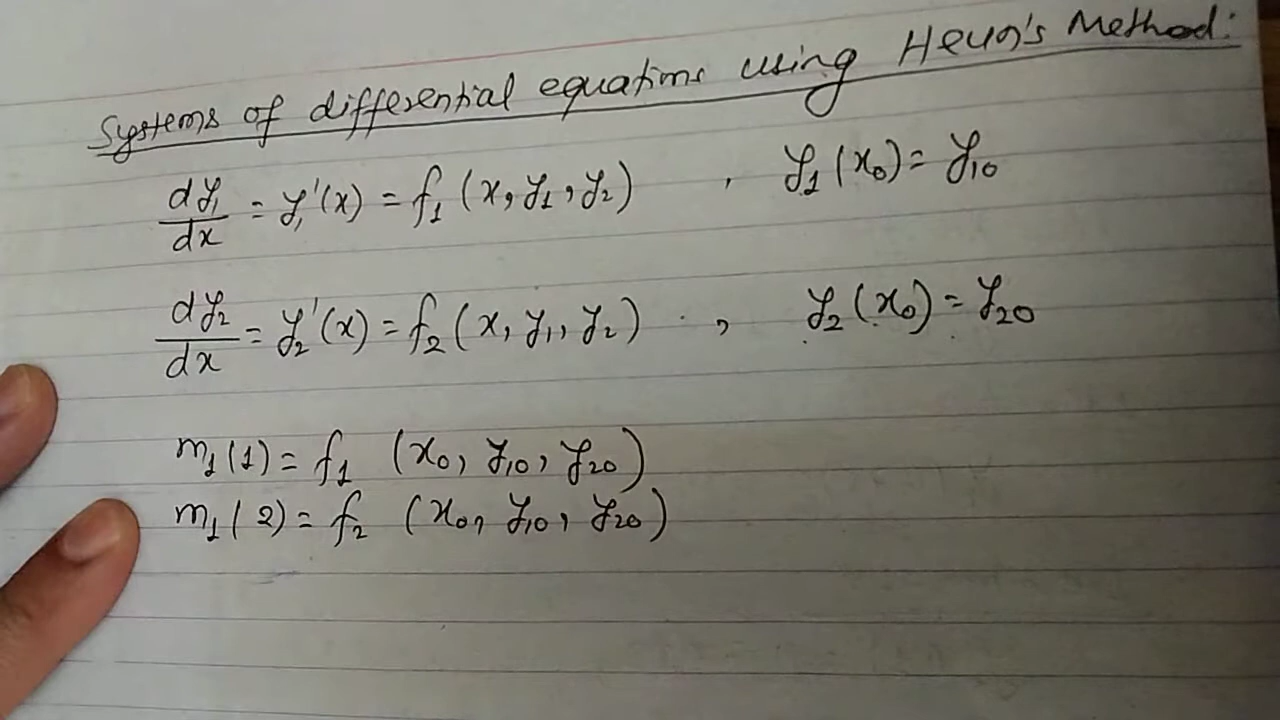 Systems of differential equations using Heun's Method:
dy₁/dx = y₁'(x) = f₁ (x, y₁, y₂) , y₁(x₀) = y₁₀
dy₂/dx = y₂'(x) = f₂ (x, y₁, y₂) , y₂(x₀) = y₂₀
m₁(1) = f₁ (x₀, y₁₀, y₂₀)
m₁(2) = f₂ (x₀, y₁₀, y₂₀)